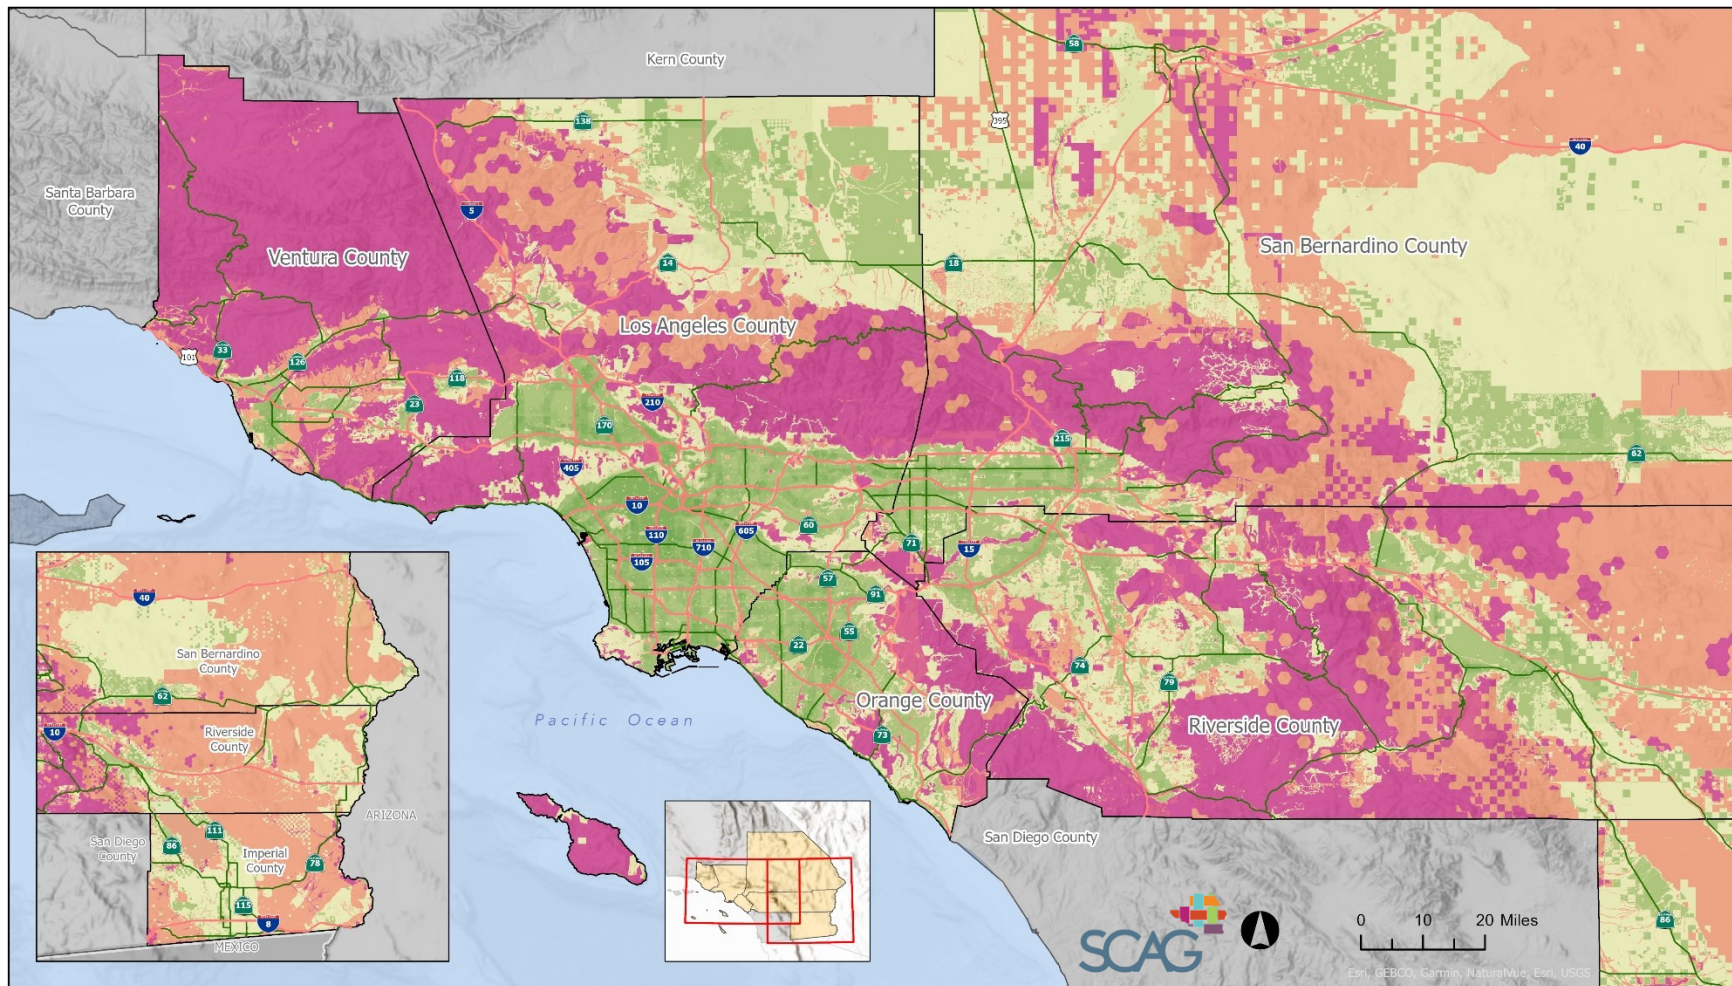 Kern County
58
395
138
40
Santa Barbara
County
5
Ventura County
14
18
San Bernardino County
Los Angeles County
33
101
126
118
23
210
170
215
62
405
10
110
605
60
71
15
105
710
57
91
55
22
74
79
Orange County
Riverside County
73
Pacific Ocean
San Diego County
86
40
San Bernardino
County
62
10
Riverside
County
ARIZONA
San Diego
County
111
86
Imperial
County
78
115
8
MEXICO
SCAG
0 10 20 Miles
Esri, GEBCO, Garmin, NaturalVue, Esri, USGS